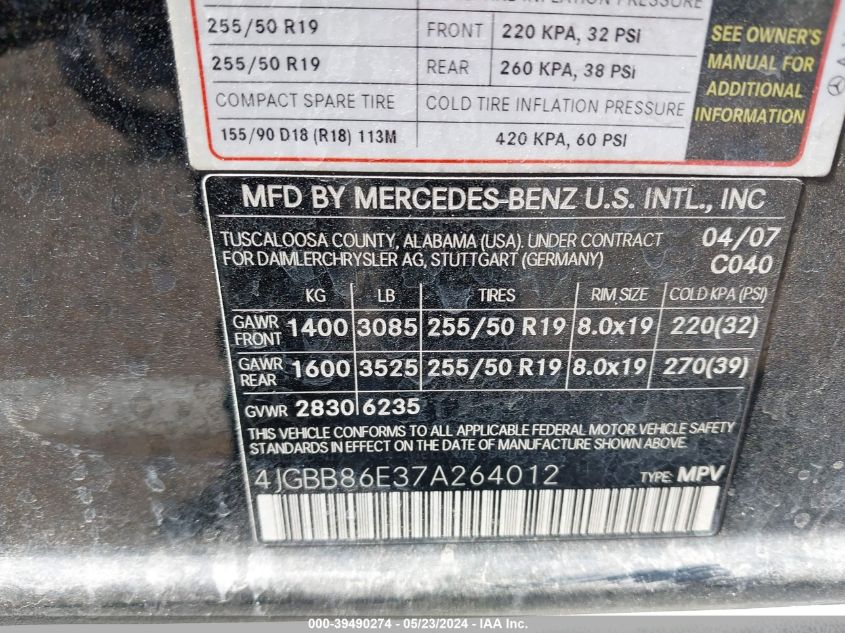 255/50 R19 FRONT 220 KPA, 32 PSI SEE OWNER'S
255/50 R19 REAR 260 KPA, 38 PSI MANUAL FOR
ADDITIONAL
COMPACT SPARE TIRE COLD TIRE INFLATION PRESSURE INFORMATION
155/90 D18 (R18) 113M 420 KPA, 60 PSI
MFD BY MERCEDES-BENZ U.S. INTL., INC
TUSCALOOSA COUNTY, ALABAMA (USA). UNDER CONTRACT 04/07
FOR DAIMLERCHRYSLER AG, STUTTGART (GERMANY) C040
KG LB TIRES RIM SIZE COLD KPA (PSI)
GAWR FRONT 1400 3085 255/50 R19 8.0x19 220(32)
GAWR REAR 1600 3525 255/50 R19 8.0x19 270(39)
GVWR 2830 6235
THIS VEHICLE CONFORMS TO ALL APPLICABLE FEDERAL MOTOR VEHICLE SAFETY
STANDARDS IN EFFECT ON THE DATE OF MANUFACTURE SHOWN ABOVE.
4JGBB86E37A264012 TYPE: MPV
000-39490274 - 05/23/2024 - IAA Inc.